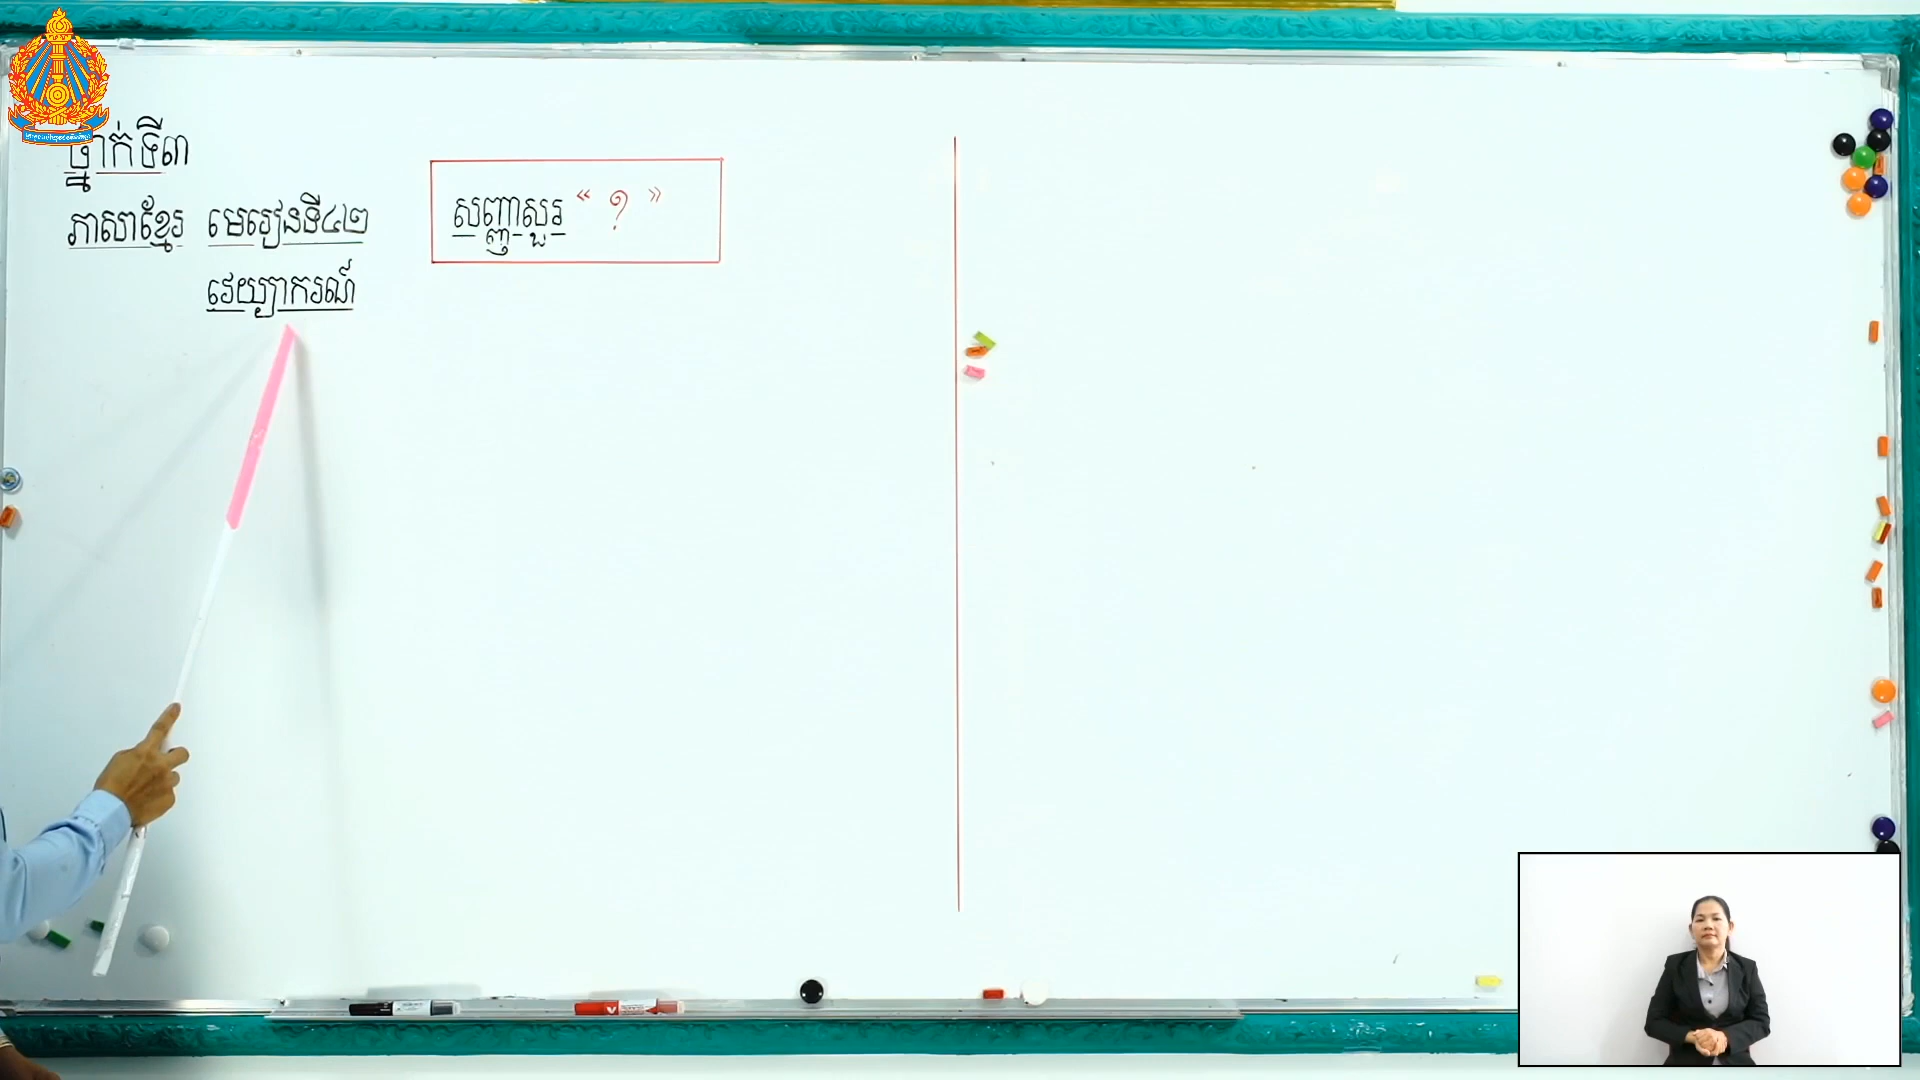 ថ្នាក់ទី៣
ភាសាខ្មែរ មេរៀនទី៤២
វេយ្យាករណ៍
សញ្ញាសួរ « ? »